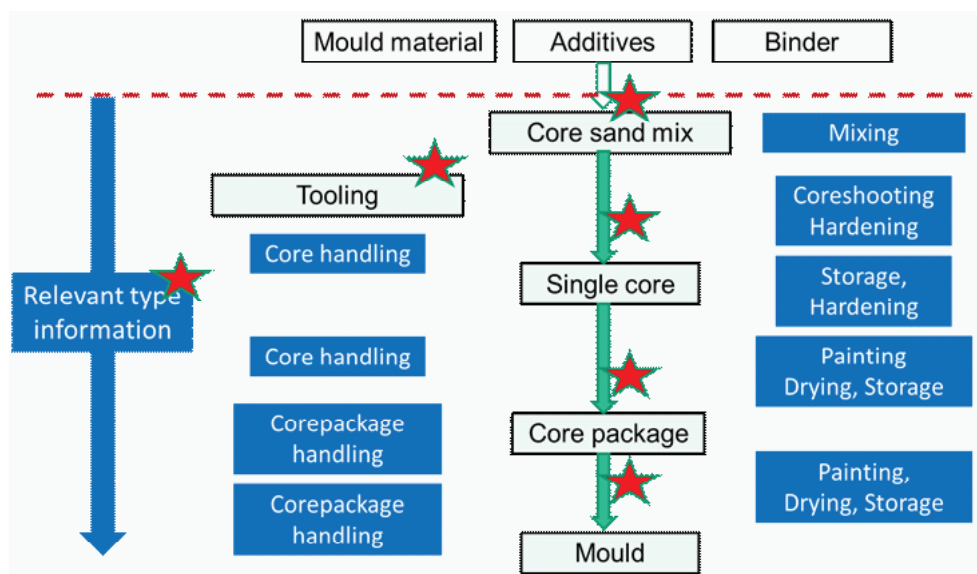 Mould material
Additives
Binder
Core sand mix
Mixing
Tooling
Coreshooting
Hardening
Core handling
Single core
Storage,
Hardening
Relevant type
information
Core handling
Painting
Drying, Storage
Corepackage
handling
Core package
Painting,
Drying, Storage
Corepackage
handling
Mould